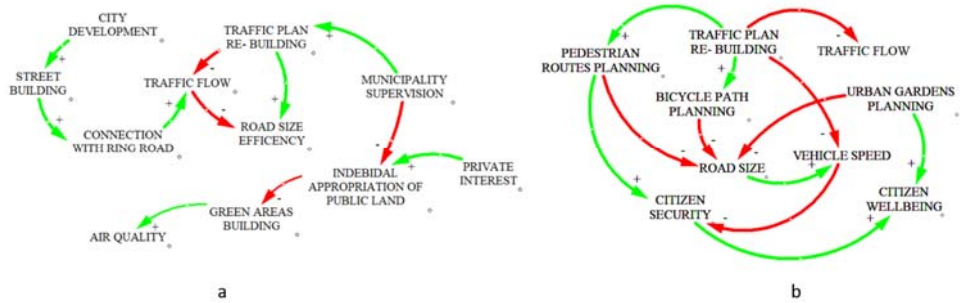 CITY
DEVELOPMENT
STREET
BUILDING
CONNECTION
WITH RING ROAD
TRAFFIC FLOW
TRAFFIC PLAN
RE- BUILDING
ROAD SIZE
EFFICENCY
MUNICIPALITY
SUPERVISION
INDEBIDAL
APPROPRIATION OF
PUBLIC LAND
PRIVATE
INTEREST
GREEN AREAS
BUILDING
AIR QUALITY
+
+
+
-
-
+
+
-
+
-
+
a
PEDESTRIAN
ROUTES PLANNING
TRAFFIC PLAN
RE- BUILDING
TRAFFIC FLOW
BICYCLE PATH
PLANNING
URBAN GARDENS
PLANNING
ROAD SIZE
VEHICLE SPEED
CITIZEN
SECURITY
CITIZEN
WELLBEING
+
-
+
-
-
-
-
+
+
+
-
+
b